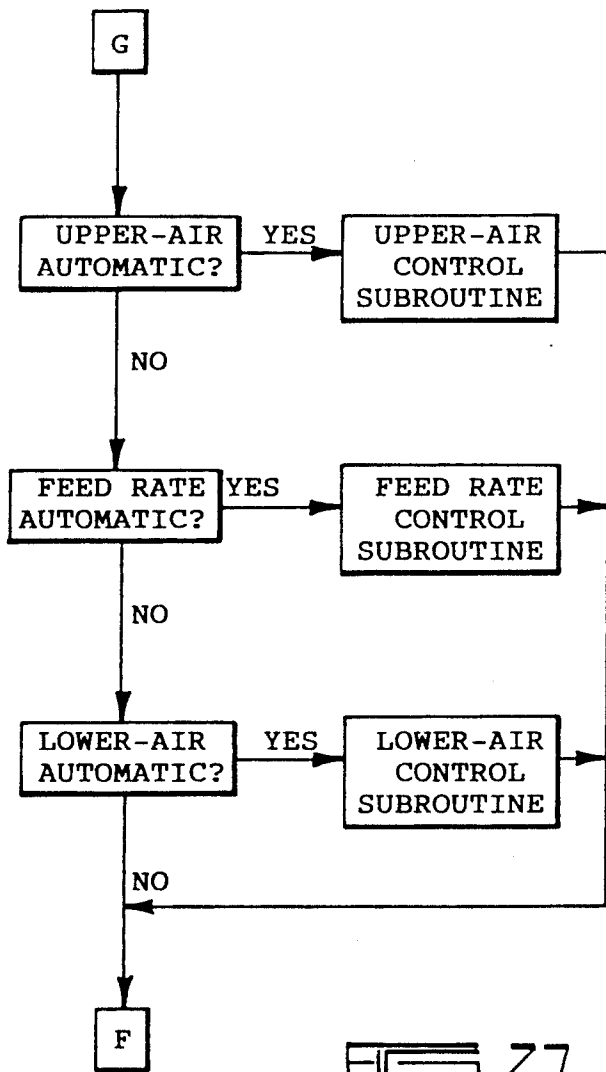 G
UPPER-AIR
AUTOMATIC?
YES
UPPER-AIR
CONTROL
SUBROUTINE
NO
FEED RATE
AUTOMATIC?
YES
FEED RATE
CONTROL
SUBROUTINE
NO
LOWER-AIR
AUTOMATIC?
YES
LOWER-AIR
CONTROL
SUBROUTINE
NO
F